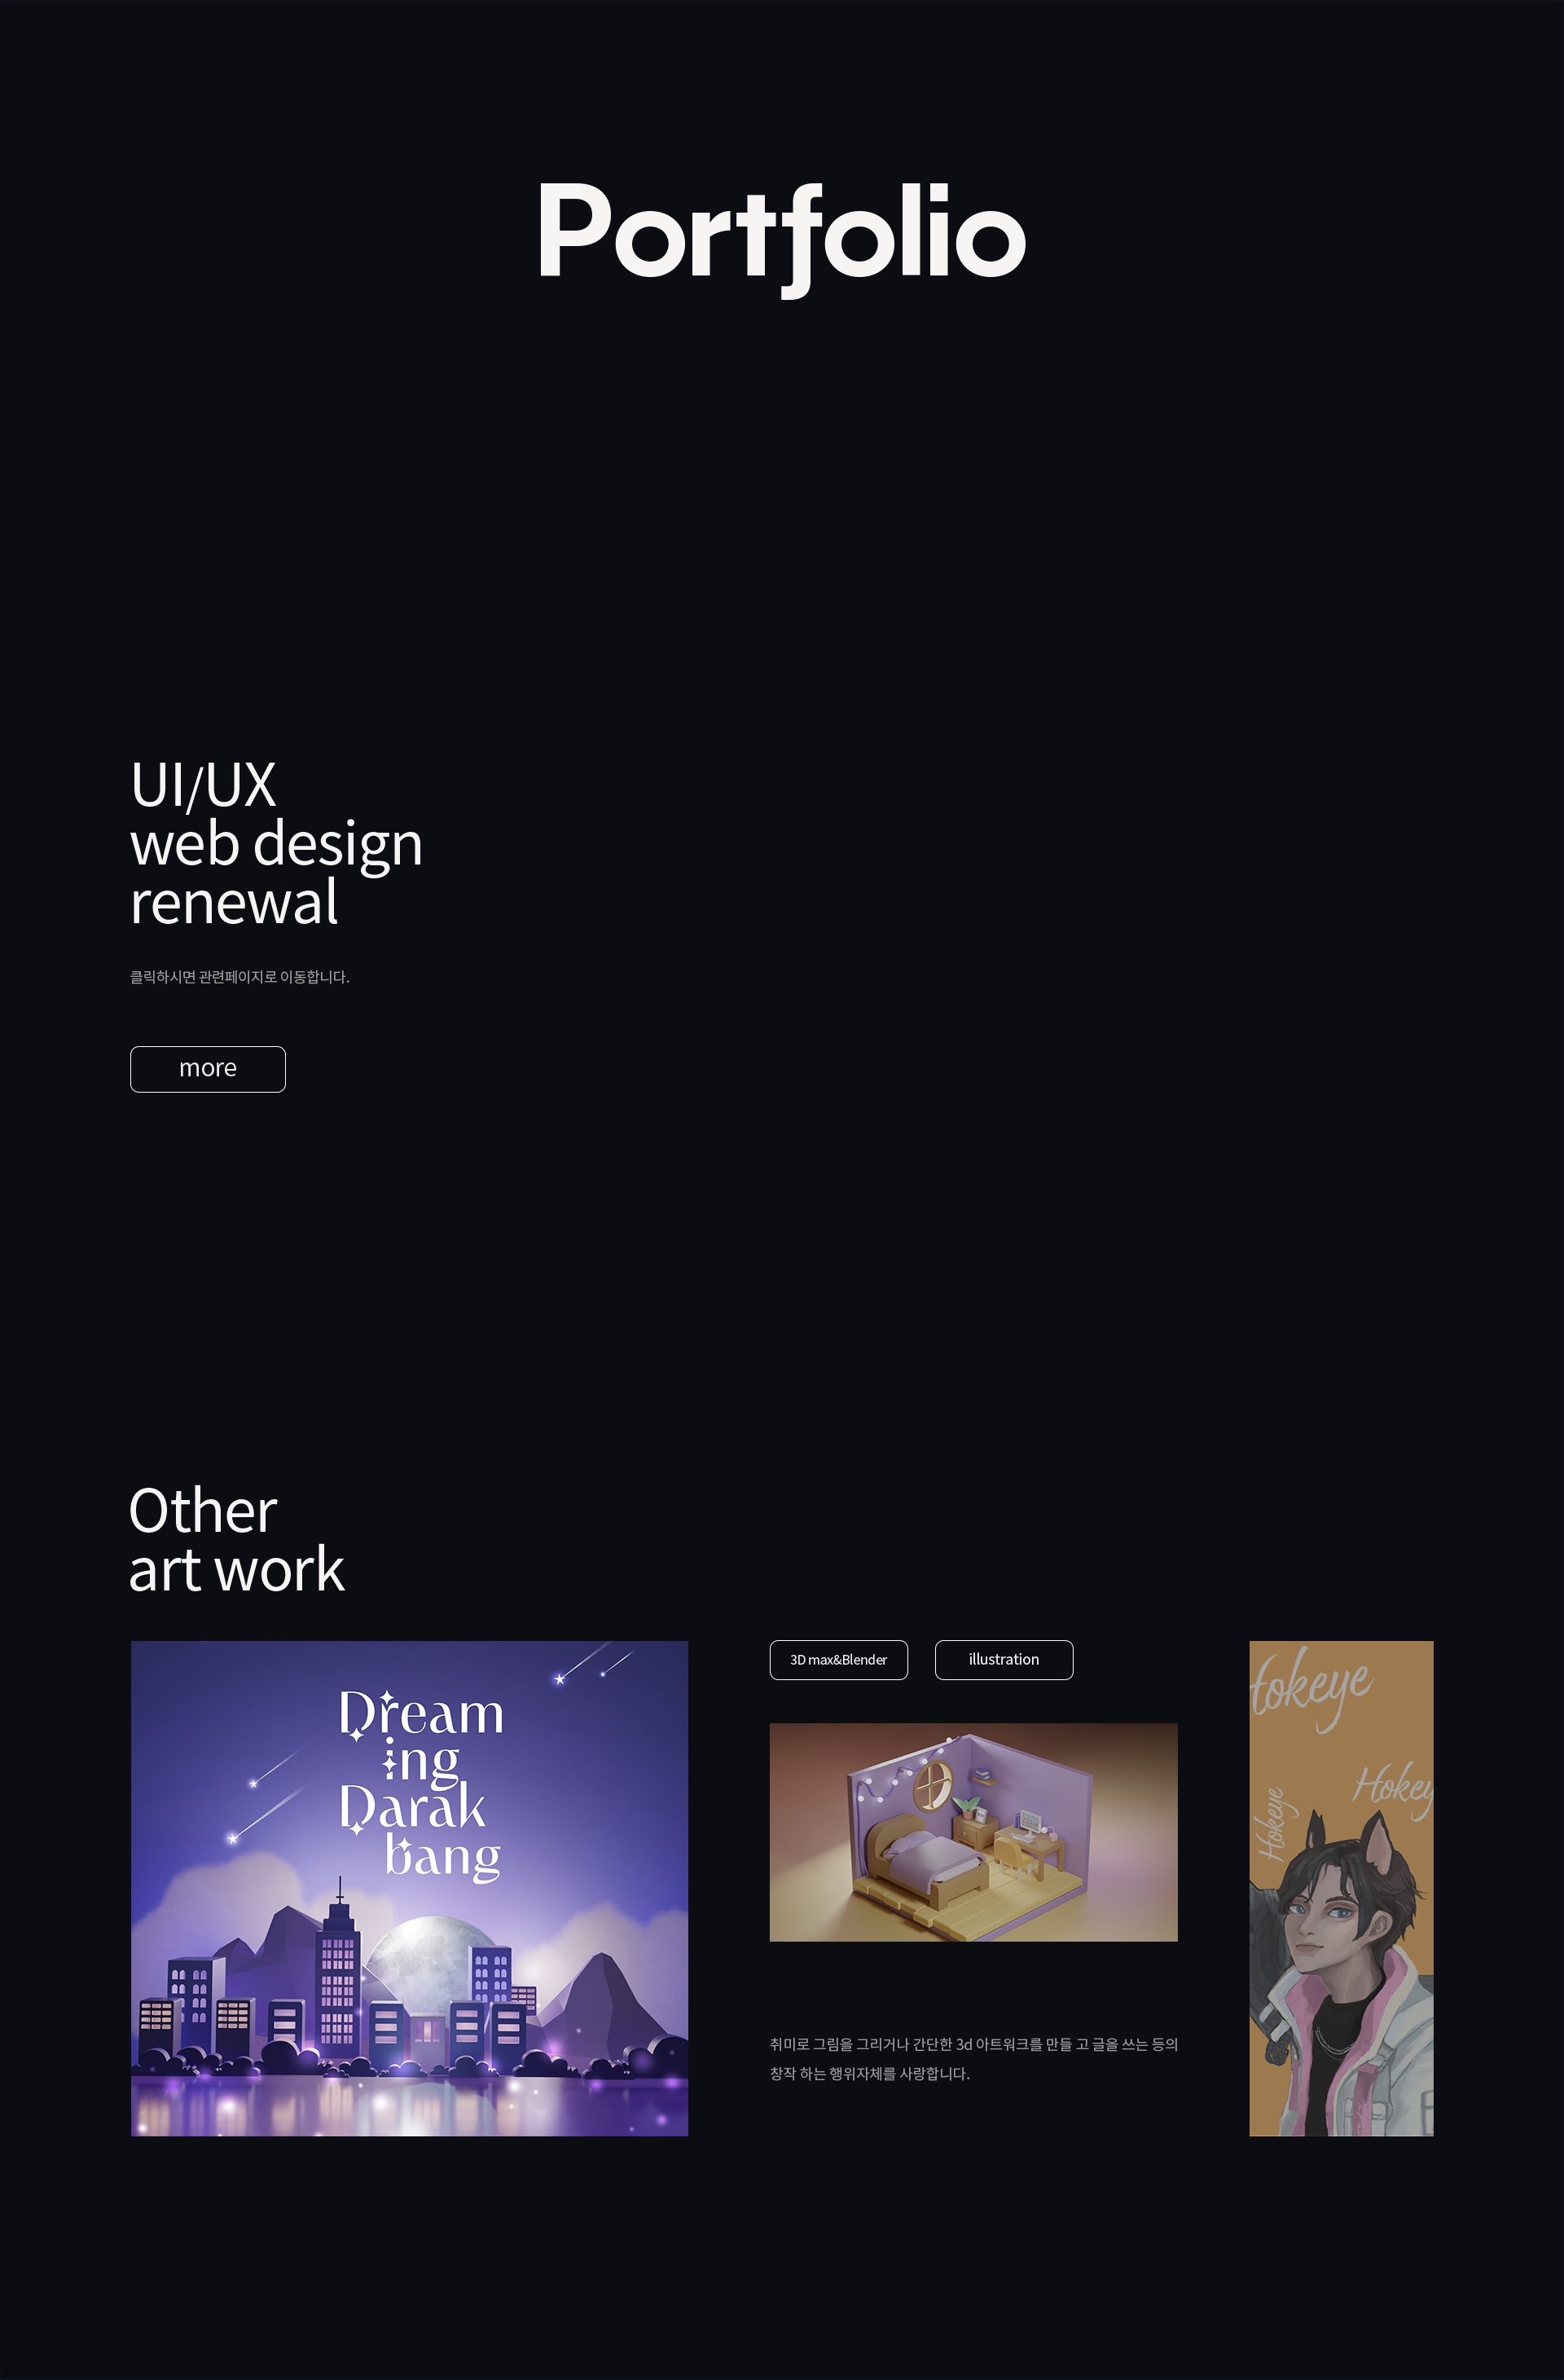 Portfolio
UI/UX
web design
renewal
클릭하시면 관련페이지로 이동합니다.
more
Other
art work
Dream
ing
Darak
bang
3D max&Blender
illustration
취미로 그림을 그리거나 간단한 3d 아트워크를 만들 고 글을 쓰는 등의
창작 하는 행위자체를 사랑합니다.
tokeye
Hokey
Hokeye